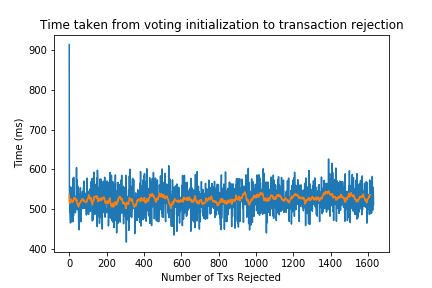 Time taken from voting initialization to transaction rejection
900
800
700
600
500
400
Time (ms)
0 200 400 600 800 1000 1200 1400 1600
Number of Txs Rejected